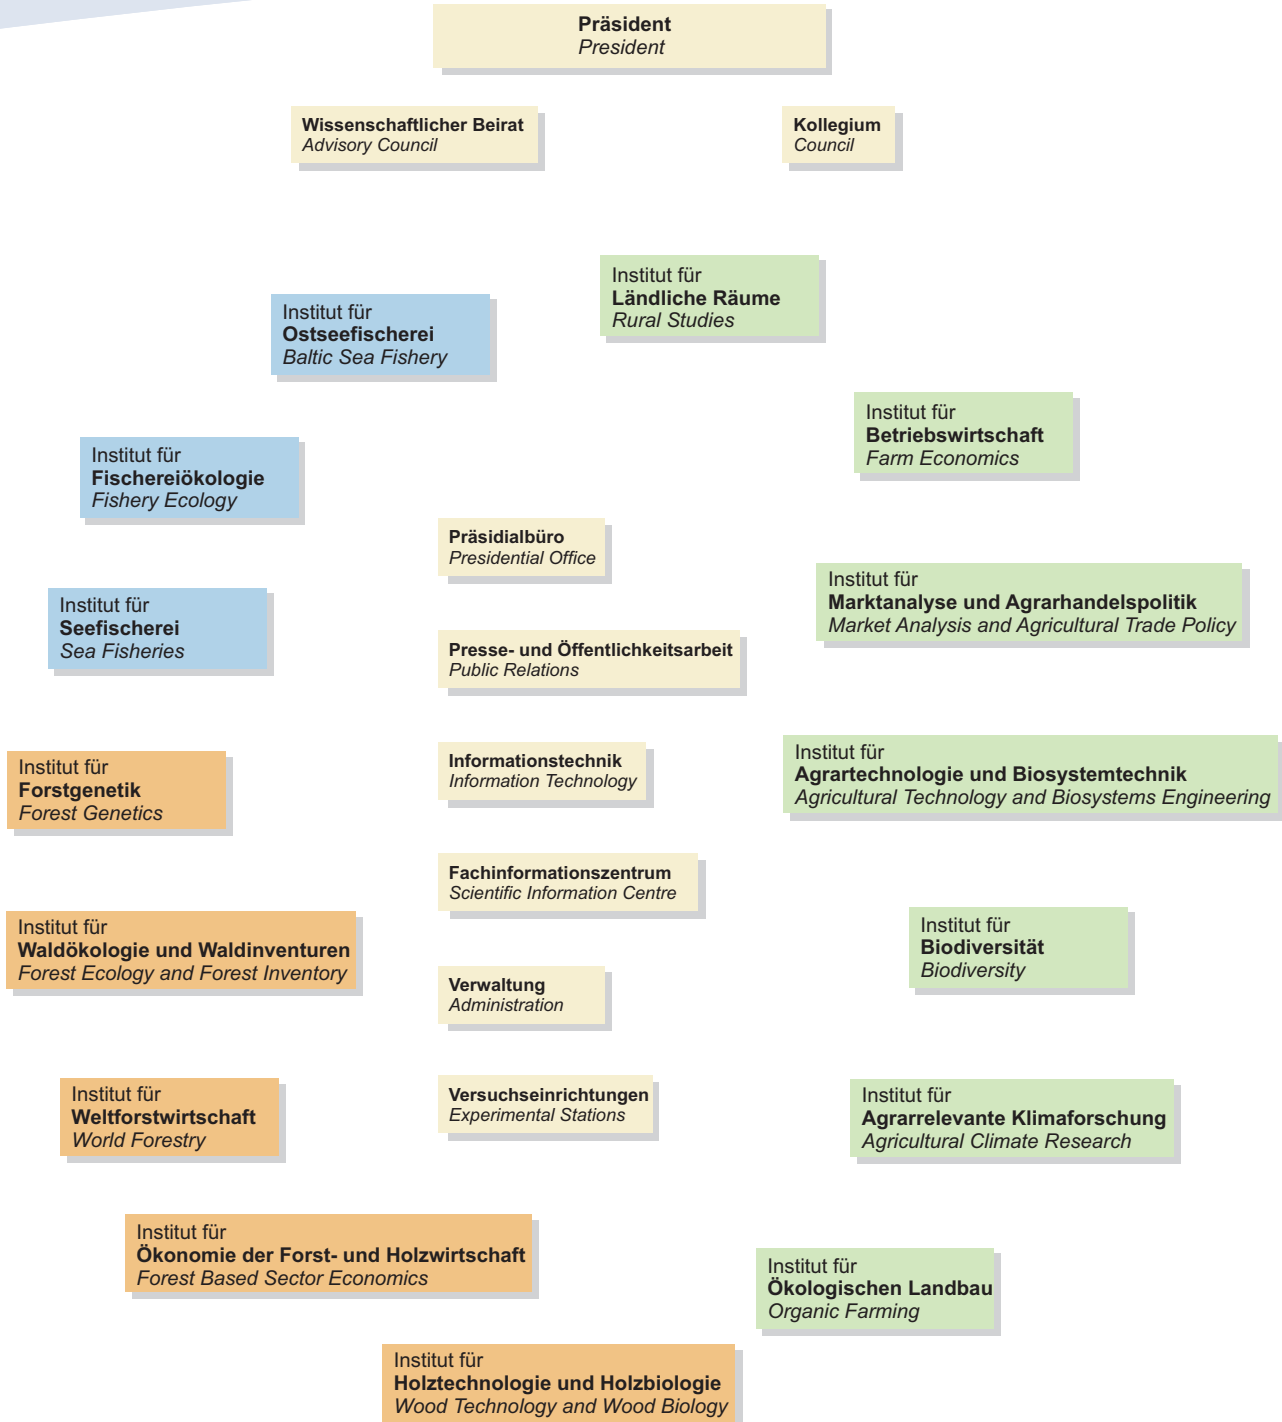 Präsident
President
Wissenschaftlicher Beirat
Advisory Council
Kollegium
Council
Institut für
Ländliche Räume
Rural Studies
Institut für
Ostseefischerei
Baltic Sea Fishery
Institut für
Betriebswirtschaft
Farm Economics
Institut für
Fischereiökologie
Fishery Ecology
Präsidialbüro
Presidential Office
Institut für
Marktanalyse und Agrarhandelspolitik
Market Analysis and Agricultural Trade Policy
Institut für
Seefischerei
Sea Fisheries
Presse- und Öffentlichkeitsarbeit
Public Relations
Institut für
Agrartechnologie und Biosystemtechnik
Agricultural Technology and Biosystems Engineering
Informationstechnik
Information Technology
Institut für
Forstgenetik
Forest Genetics
Fachinformationszentrum
Scientific Information Centre
Institut für
Biodiversität
Biodiversity
Institut für
Waldökologie und Waldinventuren
Forest Ecology and Forest Inventory
Verwaltung
Administration
Institut für
Weltforstwirtschaft
World Forestry
Versuchseinrichtungen
Experimental Stations
Institut für
Agrarrelevante Klimaforschung
Agricultural Climate Research
Institut für
Ökonomie der Forst- und Holzwirtschaft
Forest Based Sector Economics
Institut für
Ökologischen Landbau
Organic Farming
Institut für
Holztechnologie und Holzbiologie
Wood Technology and Wood Biology